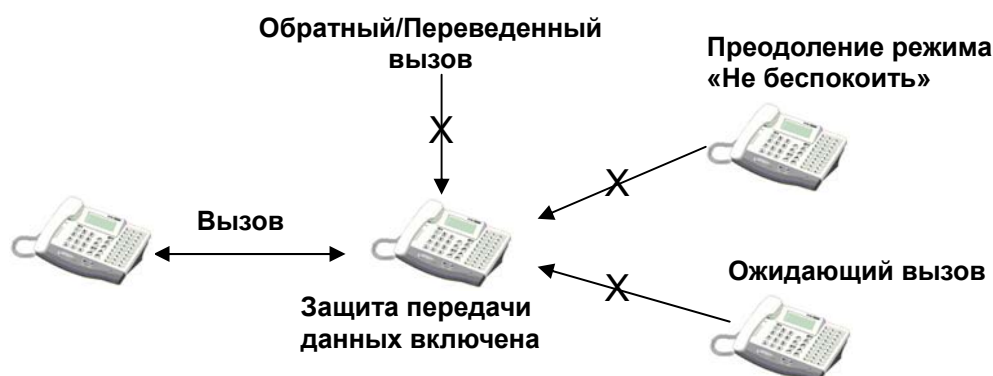 Обратный/Переведенный
вызов
Преодоление режима
«Не беспокоить»
X
X
Вызов
Ожидающий вызов
X
Защита передачи
данных включена